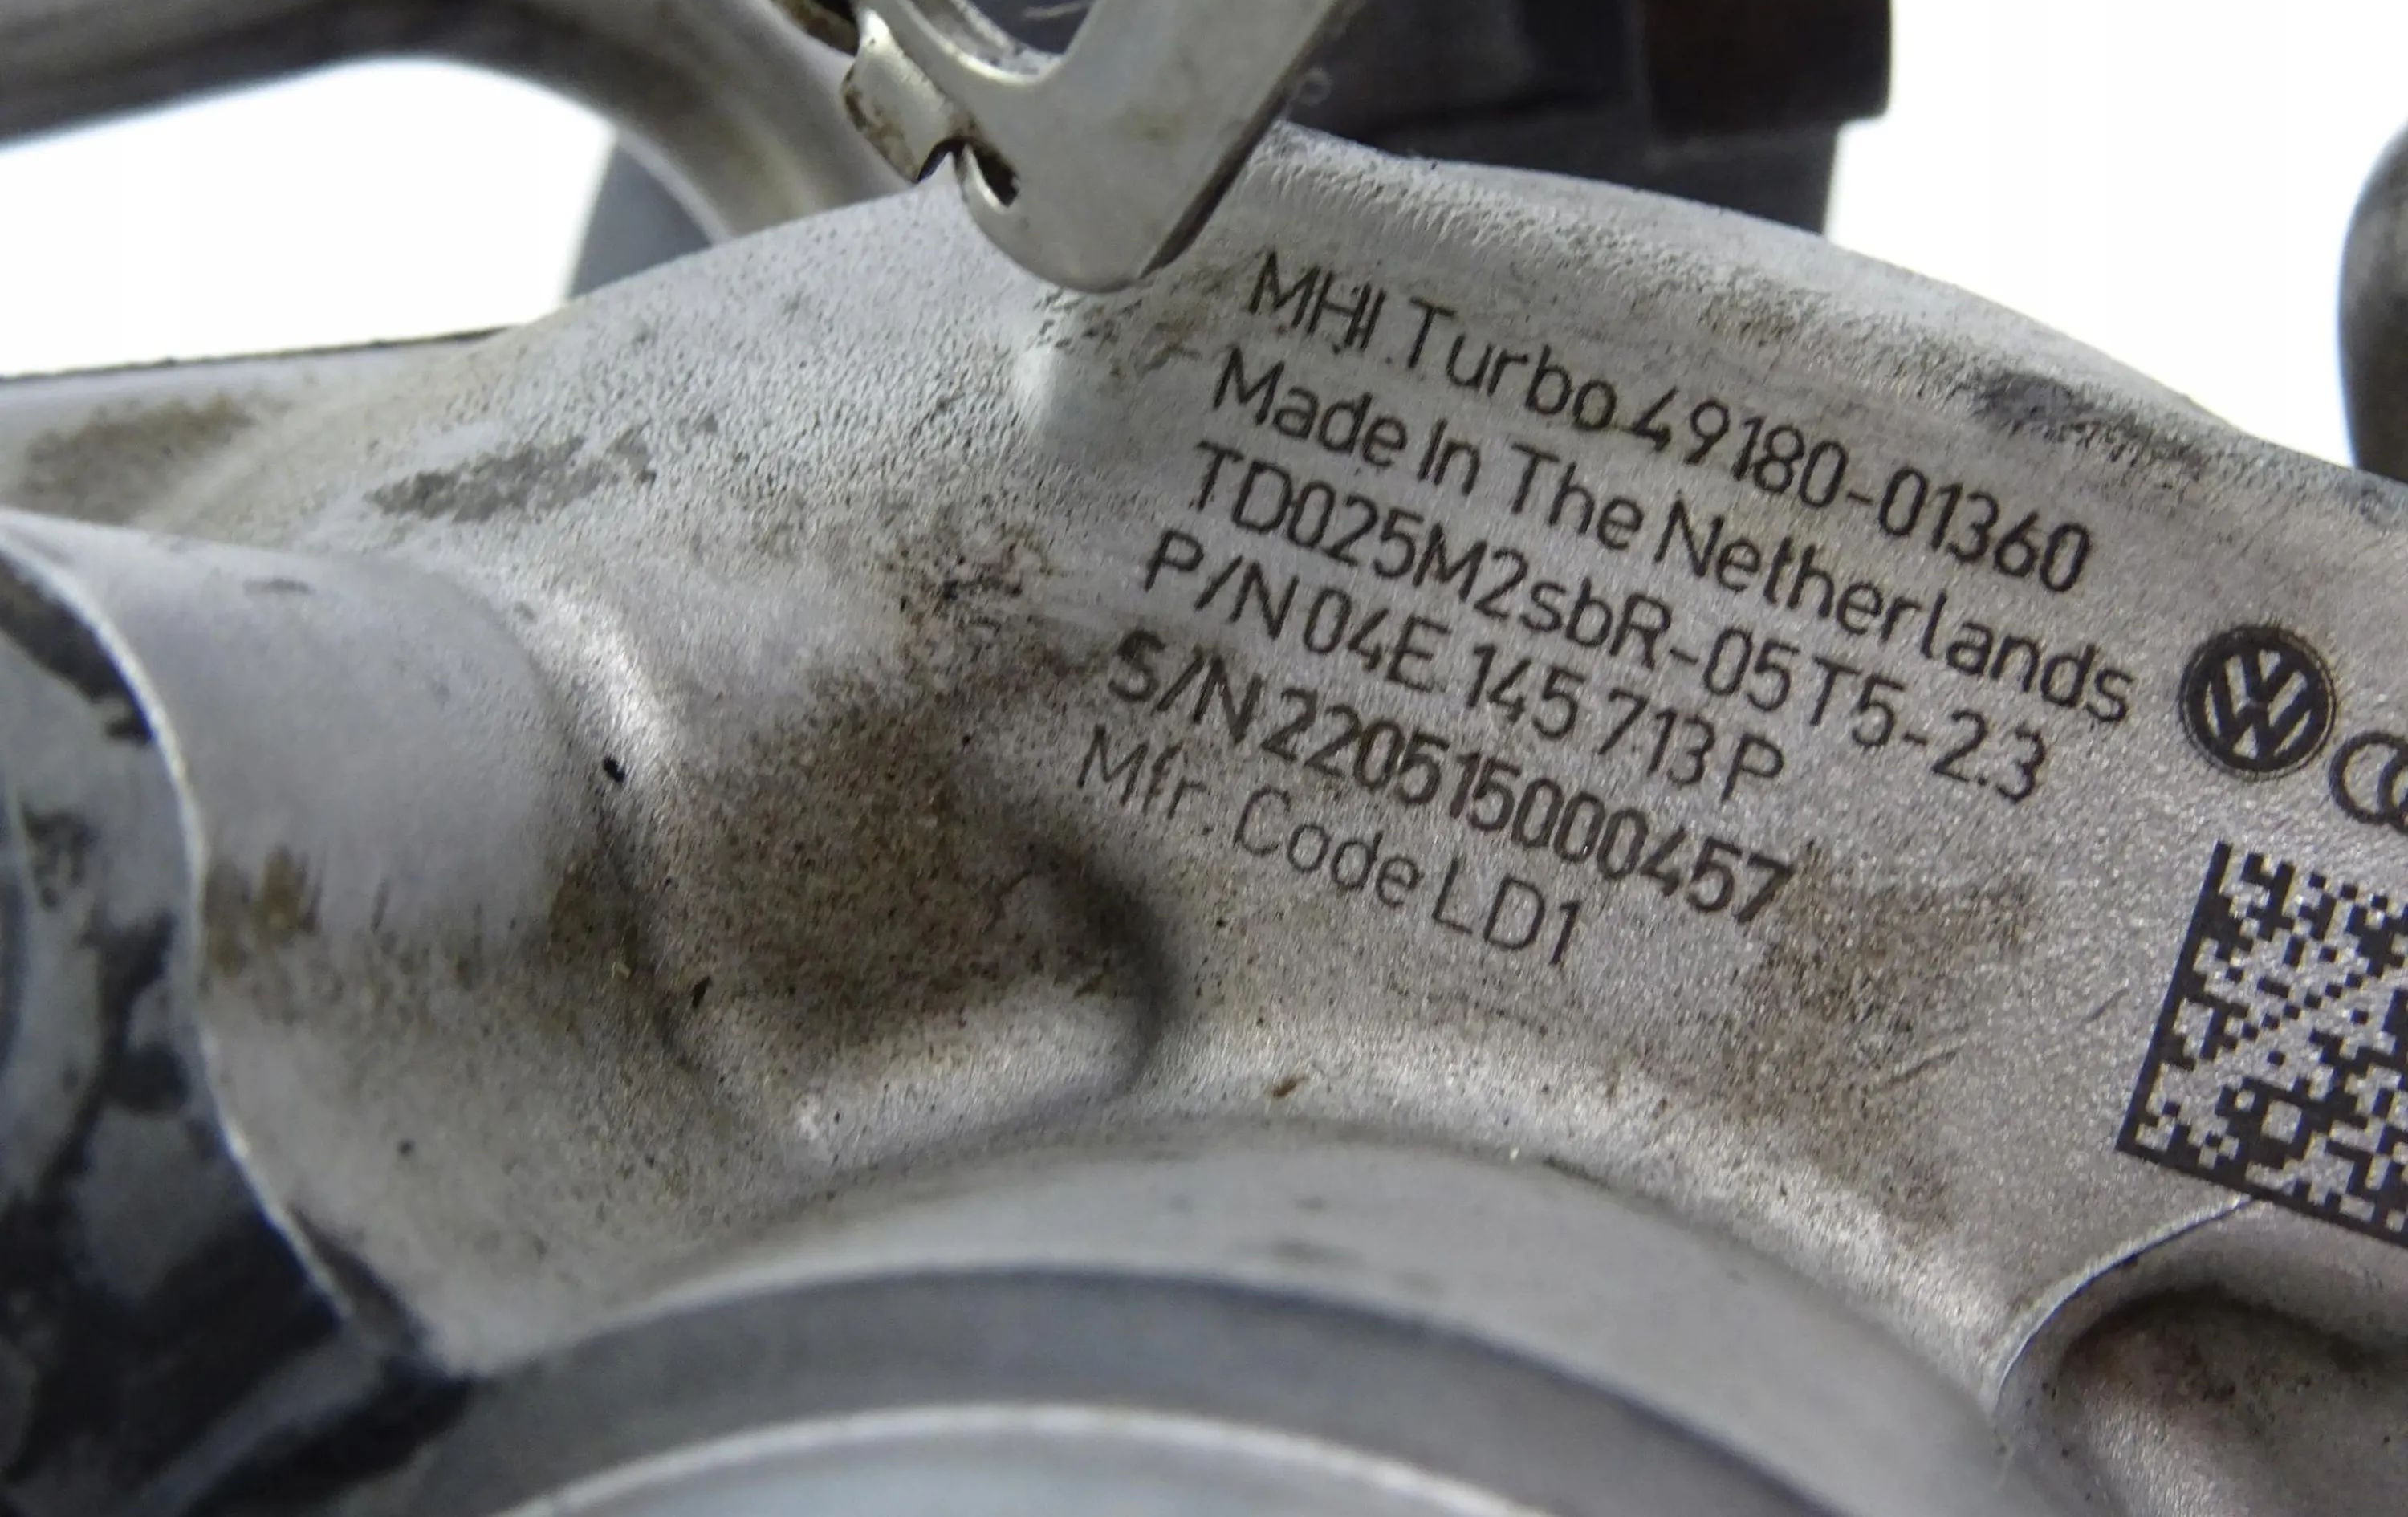 MHI Turbo 49180-01360
Made In The Netherlands
TD025M2sbR-05T5-2.3
P/N 04E 145 713 P
S/N 220515000457
Mfr. Code LD1